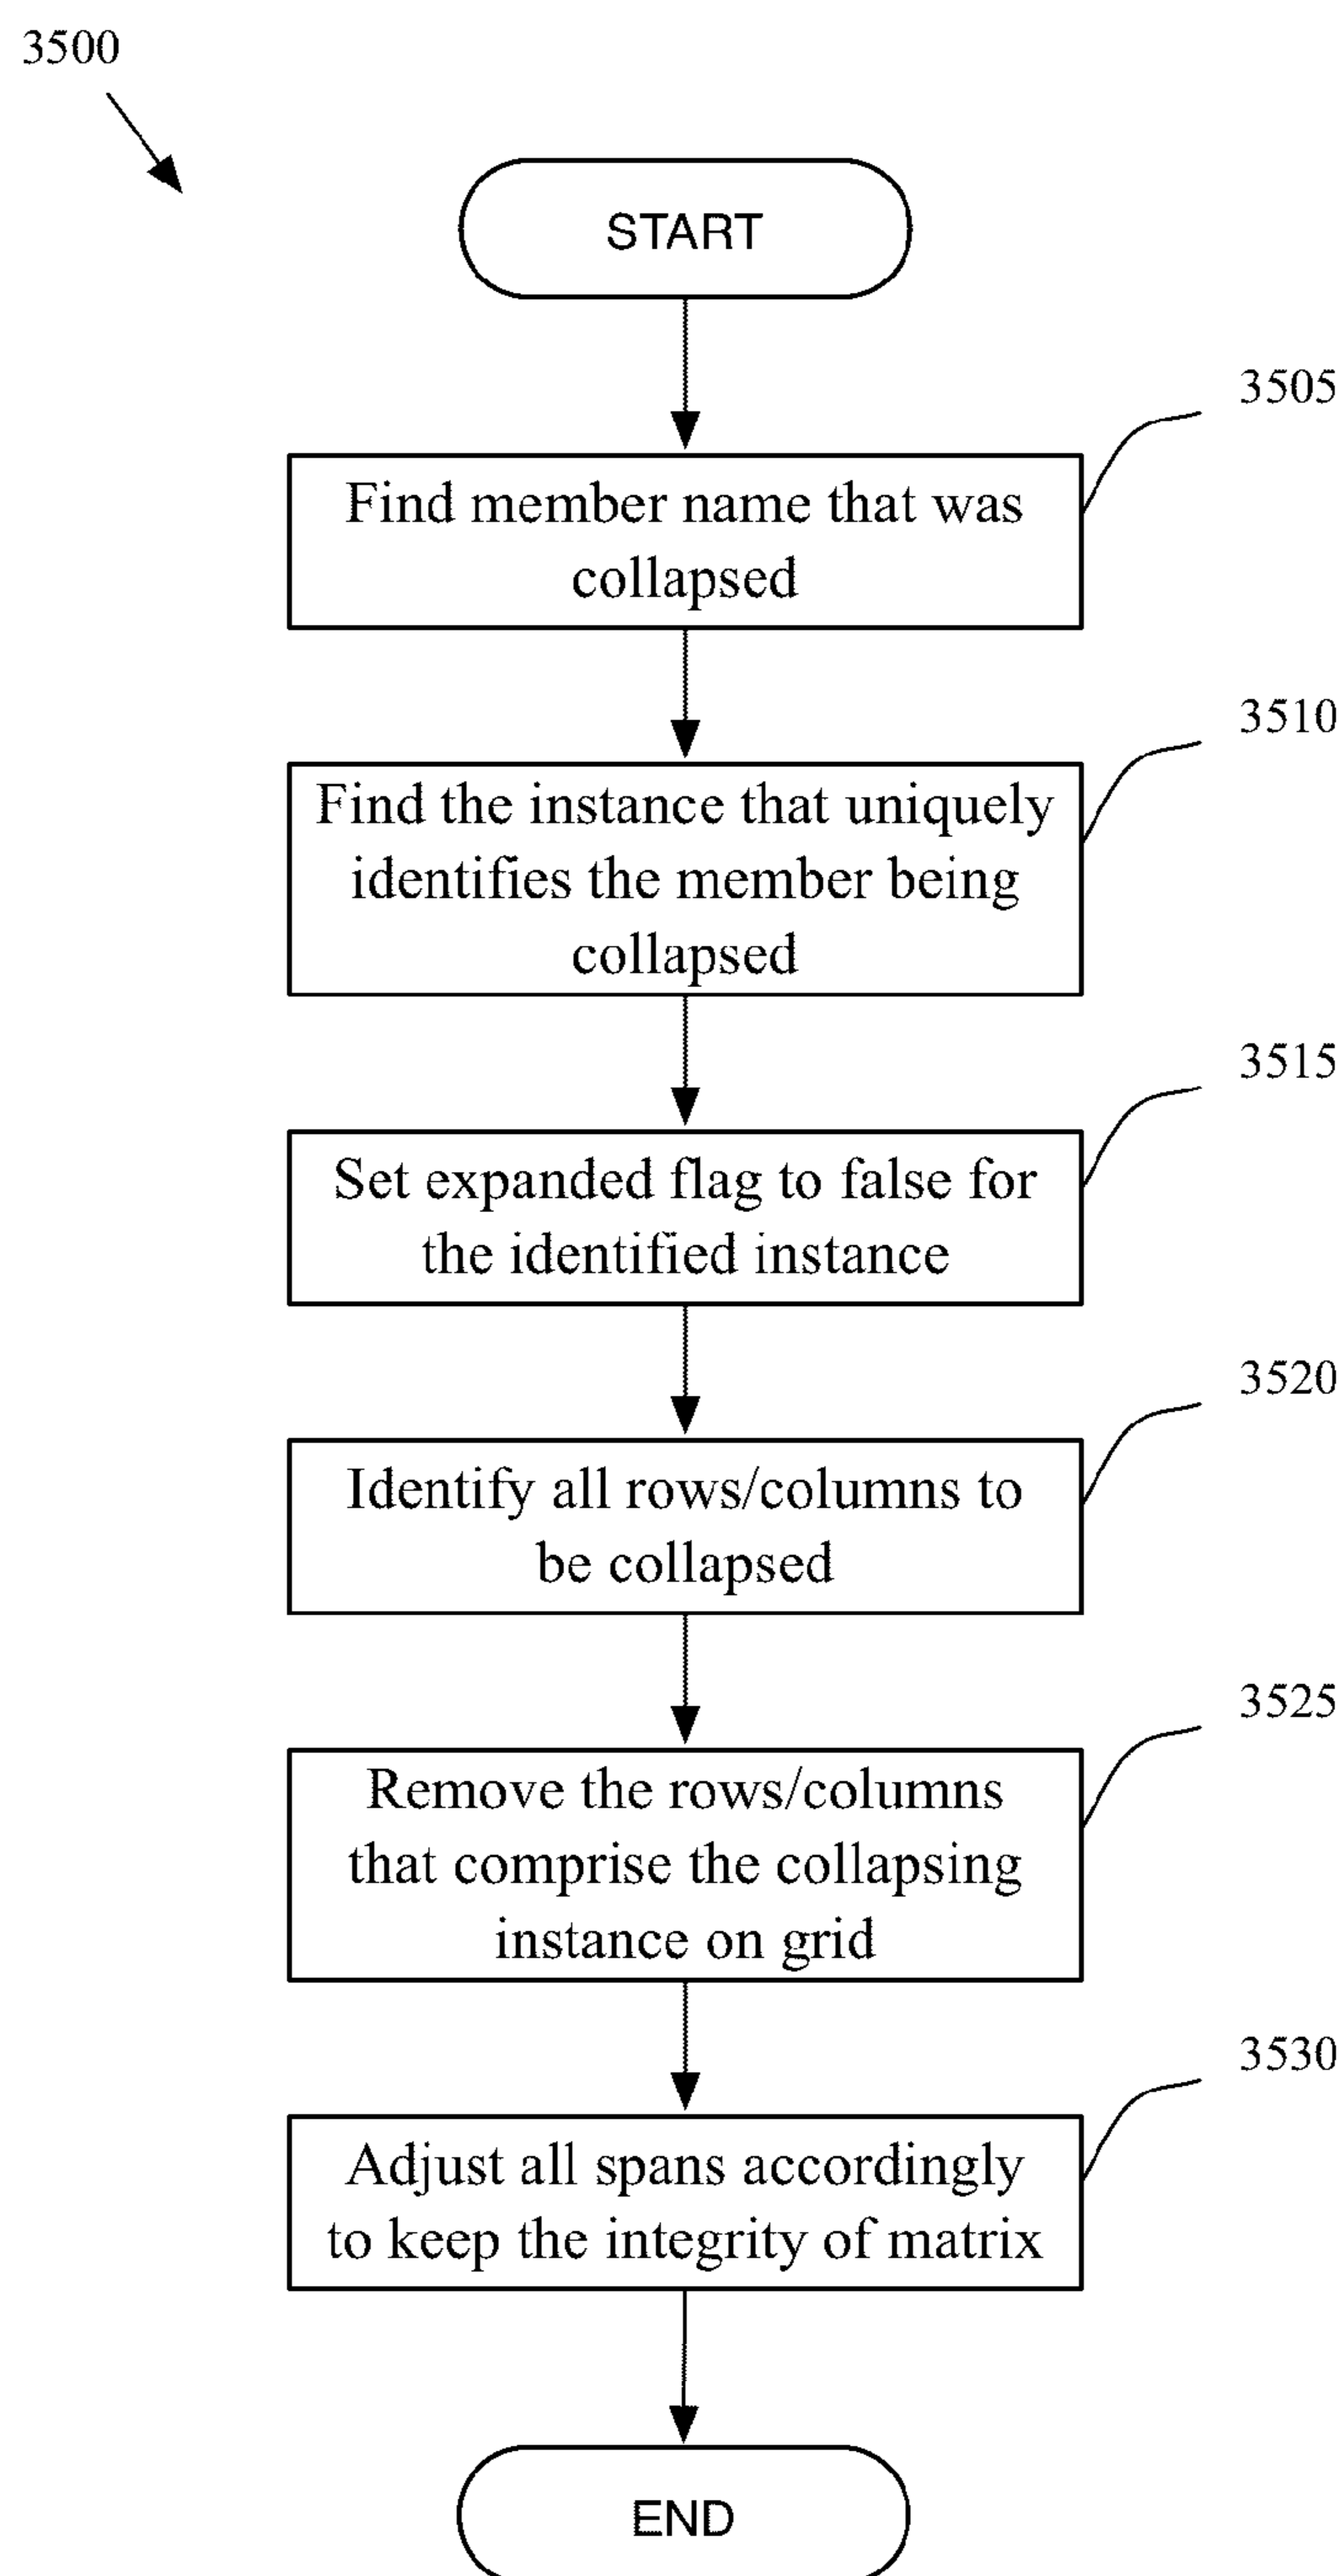 3500
START
3505
Find member name that was
collapsed
3510
Find the instance that uniquely
identifies the member being
collapsed
3515
Set expanded flag to false for
the identified instance
3520
Identify all rows/columns to
be collapsed
3525
Remove the rows/columns
that comprise the collapsing
instance on grid
3530
Adjust all spans accordingly
to keep the integrity of matrix
END